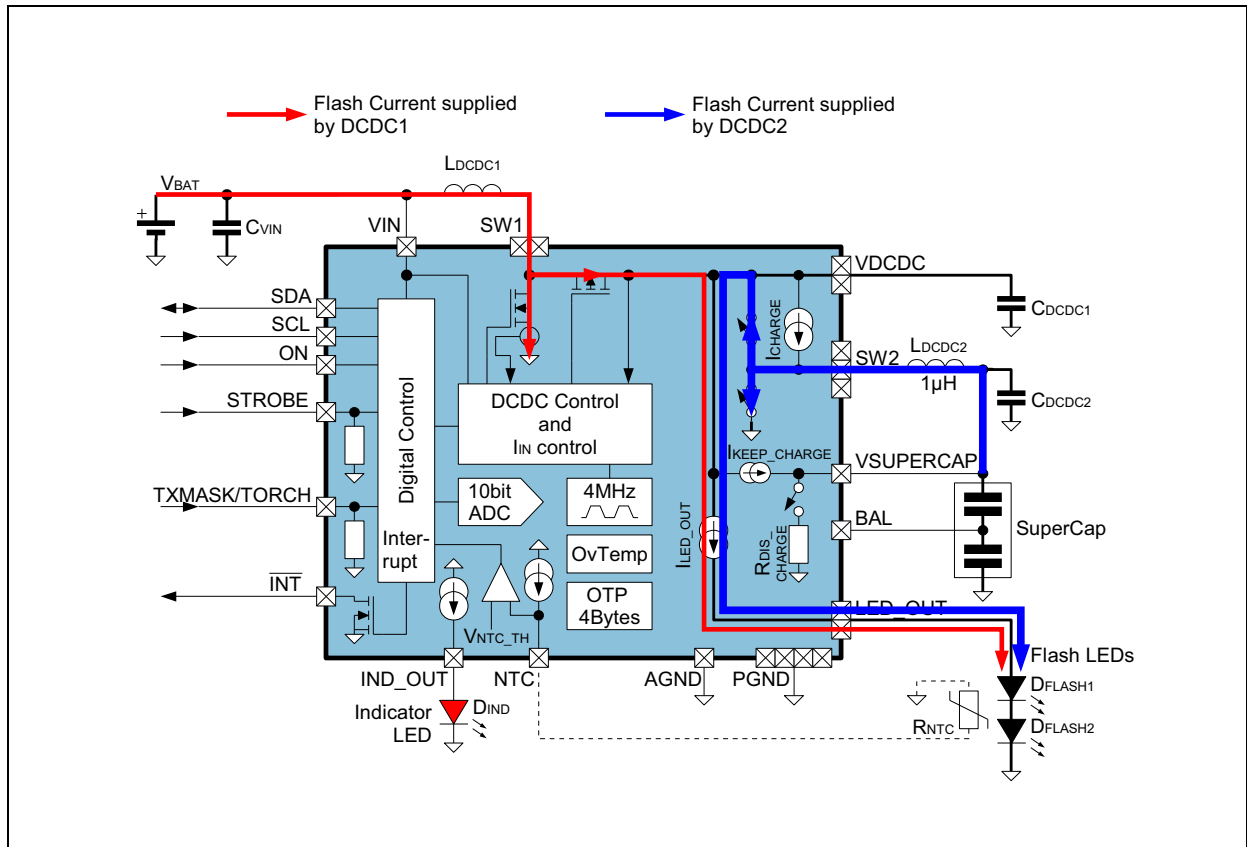 Flash Current supplied
by DCDC1
Flash Current supplied
by DCDC2
VBAT
LDCDC1
+
CVIN
VIN
SW1
VDCDC
SDA
SCL
ON
STROBE
TXMASK/TORCH
INT
Digital Control
Inter-
rupt
DCDC Control
and
IIN control
10bit
ADC
4MHz
OvTemp
OTP
4Bytes
VNTC_TH
ICHARGE
SW2
LDCDC2
1µH
CDCDC1
CDCDC2
IKEEP_CHARGE
VSUPERCAP
ILED_OUT
RDIS_
CHARGE
BAL
SuperCap
LED_OUT
IND_OUT
NTC
AGND
PGND
Flash LEDs
Indicator
LED
DIND
RNTC
DFLASH1
DFLASH2